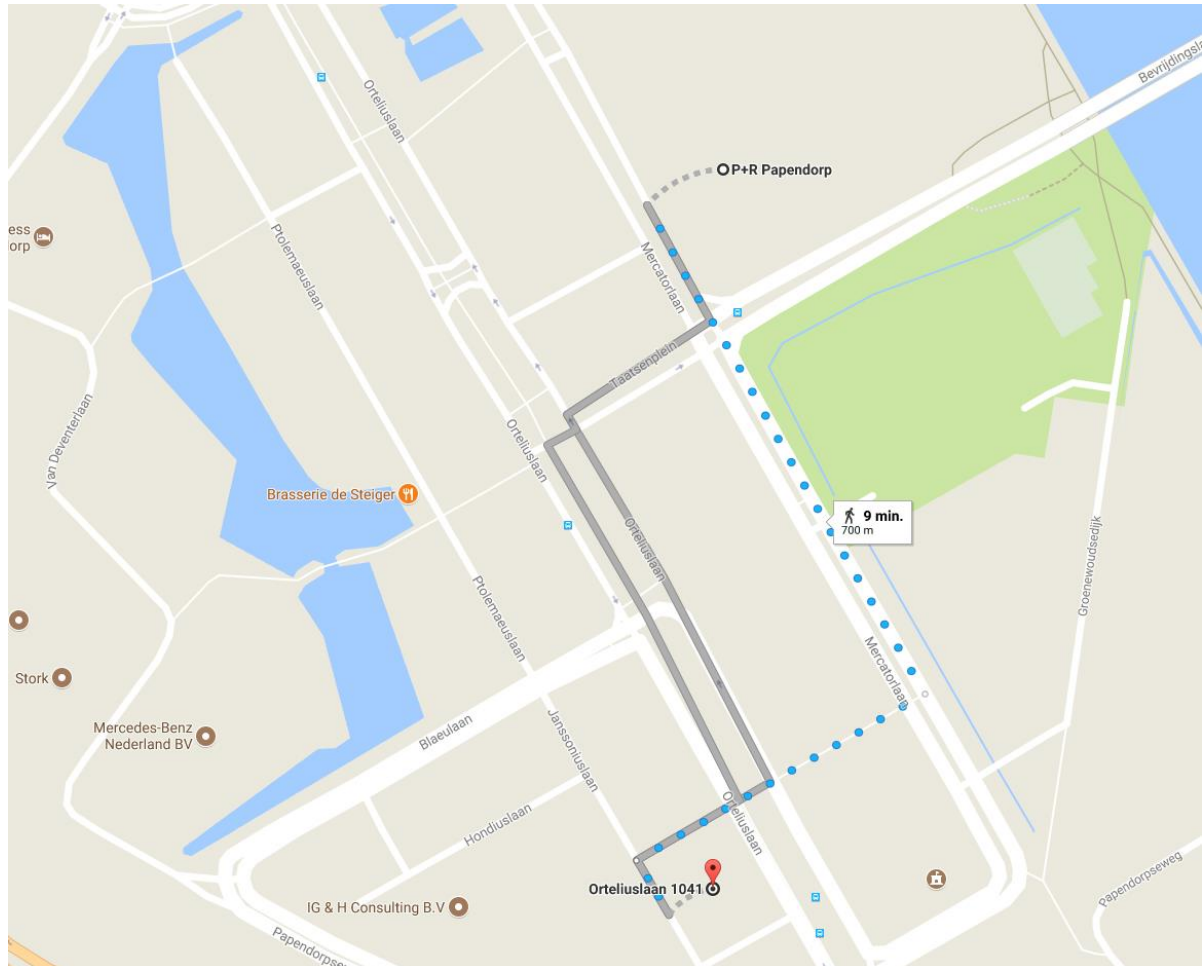 Orteliuslaan
Bevrijdingsla
P+R Papendorp
ess
orp
Ptolemaeuslaan
Mercatorlaan
Taatsenplein
Van Deventerlaan
Orteliuslaan
Brasserie de Steiger
9 min.
700 m
Orteliuslaan
Groenewoudsedijk
Ptolemaeuslaan
Mercatorlaan
Stork
Mercedes-Benz
Nederland BV
Blaeulaan
Janssoniuslaan
Hondiuslaan
Orteliuslaan
Orteliuslaan 1041
IG & H Consulting B.V
Papendorpseweg
Papendorpsewe